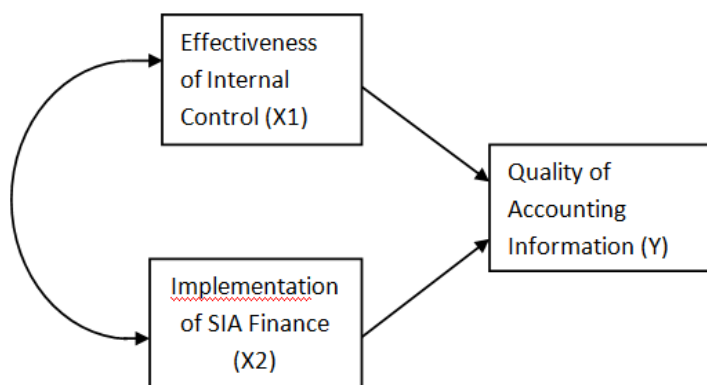 Effectiveness
of Internal
Control (X1)
Quality of
Accounting
Information (Y)
Implementation
of SIA Finance
(X2)